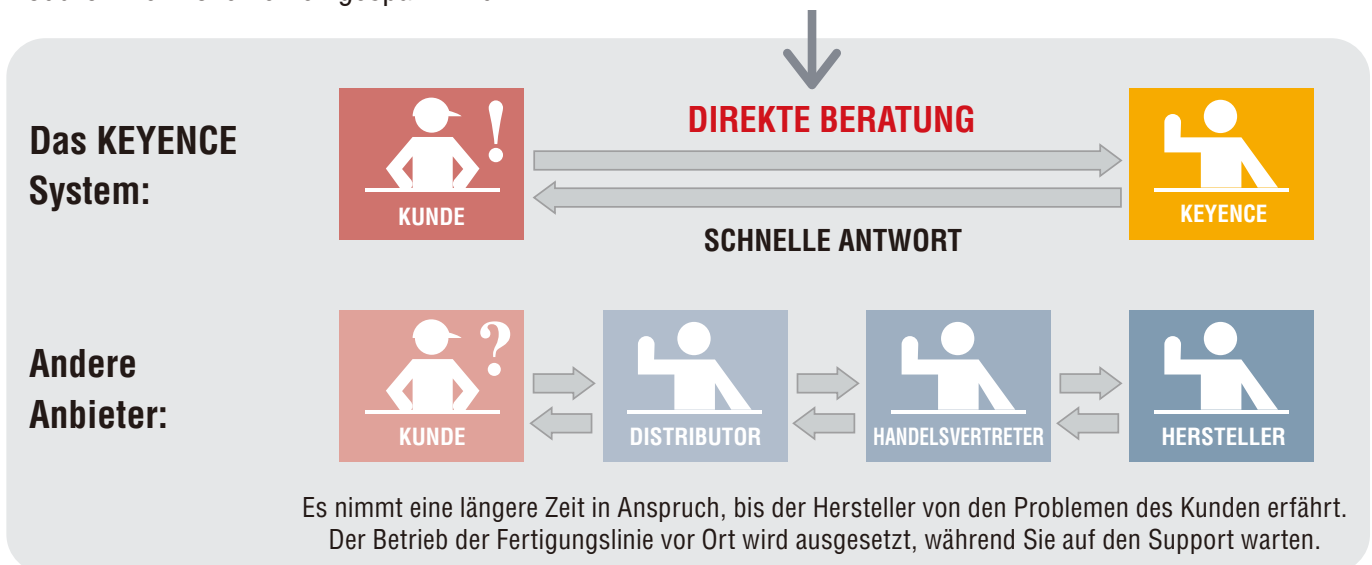 Das KEYENCE
System:
DIREKTE BERATUNG
!
KUNDE
KEYENCE
SCHNELLE ANTWORT
Andere
Anbieter:
?
KUNDE
DISTRIBUTOR
HANDELSVERTRETER
HERSTELLER
Es nimmt eine längere Zeit in Anspruch, bis der Hersteller von den Problemen des Kunden erfährt.
Der Betrieb der Fertigungslinie vor Ort wird ausgesetzt, während Sie auf den Support warten.